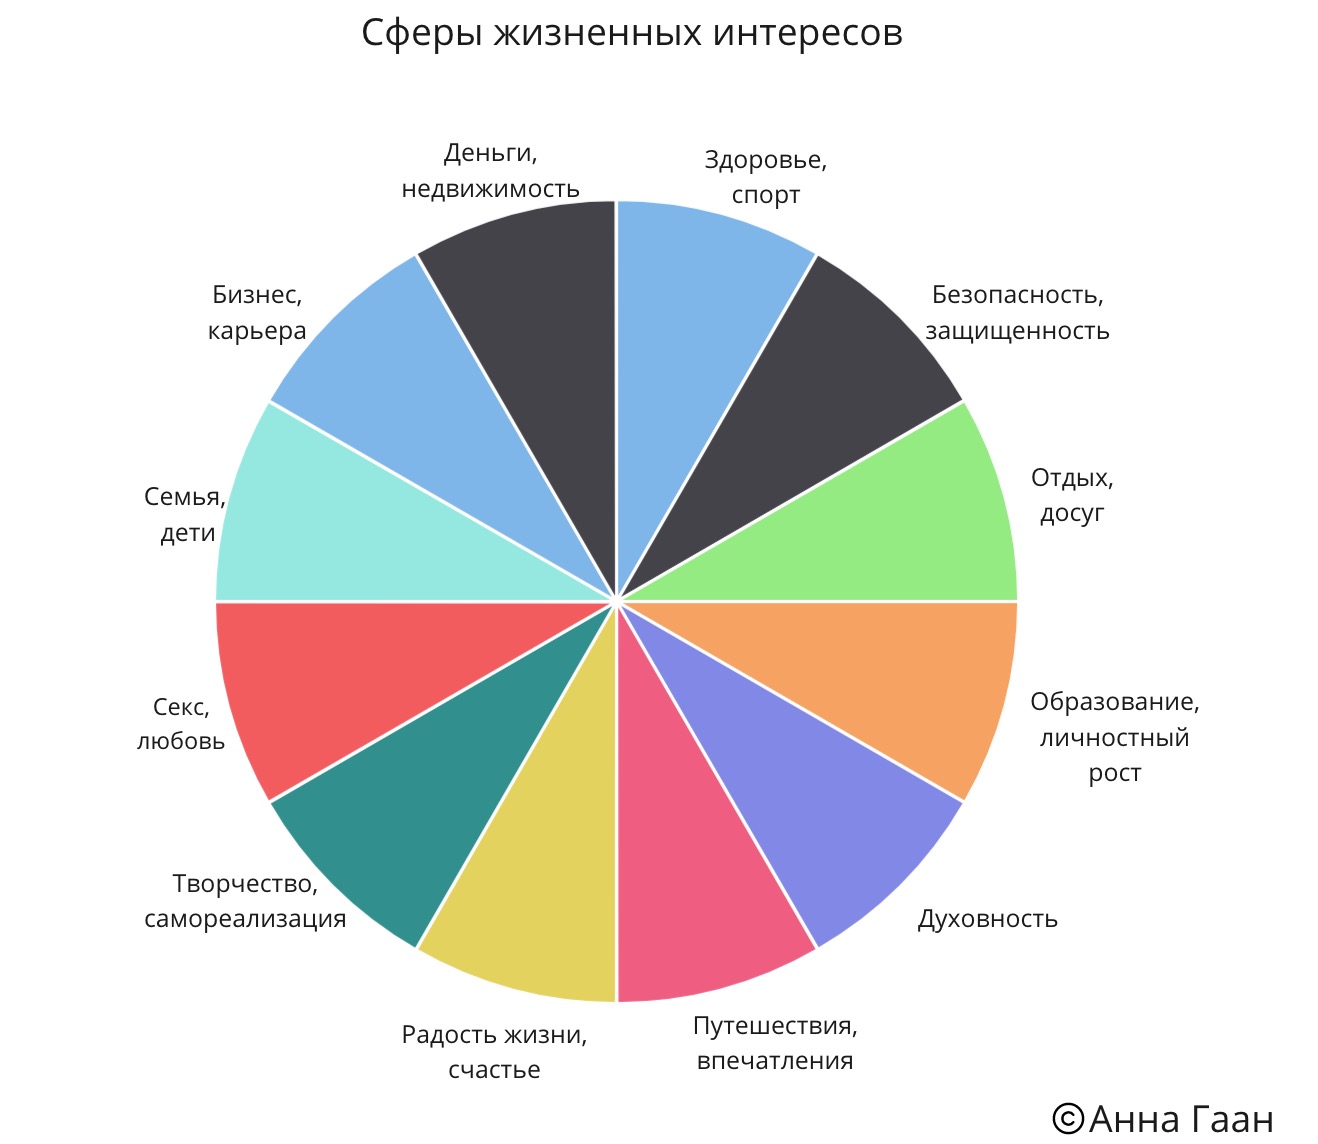 Сферы жизненных интересов
Деньги,
недвижимость
Здоровье,
спорт
Бизнес,
карьера
Безопасность,
защищенность
Семья,
дети
Отдых,
досуг
Секс,
любовь
Образование,
личностный
рост
Творчество,
самореализация
Духовность
Радость жизни,
счастье
Путешествия,
впечатления
©Анна Гаан